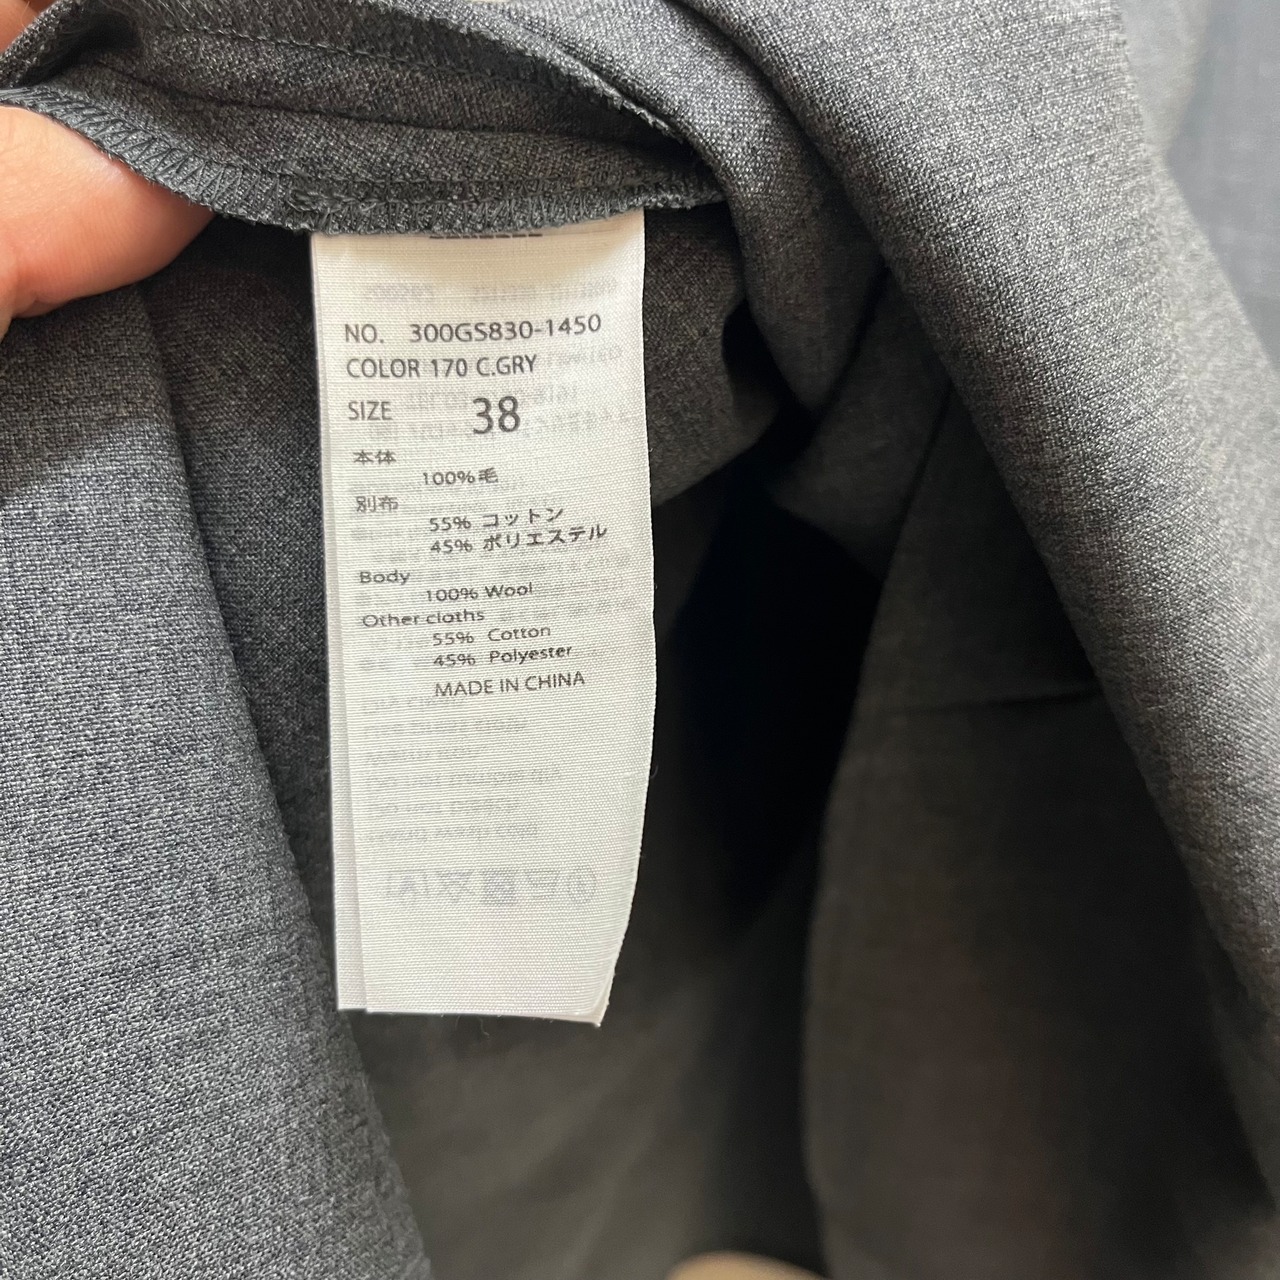 NO. 300GS830-1450
COLOR 170 C.GRY
SIZE 38
本体
100% 毛
別布
55% コットン
45% ポリエステル
Body
100% Wool
Other cloths
55% Cotton
45% Polyester
MADE IN CHINA